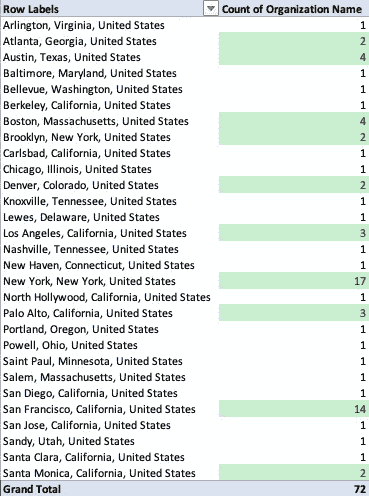 Row Labels Count of Organization Name
Arlington, Virginia, United States 1
Atlanta, Georgia, United States 2
Austin, Texas, United States 4
Baltimore, Maryland, United States 1
Bellevue, Washington, United States 1
Berkeley, California, United States 1
Boston, Massachusetts, United States 4
Brooklyn, New York, United States 2
Carlsbad, California, United States 1
Chicago, Illinois, United States 1
Denver, Colorado, United States 2
Knoxville, Tennessee, United States 1
Lewes, Delaware, United States 1
Los Angeles, California, United States 3
Nashville, Tennessee, United States 1
New Haven, Connecticut, United States 1
New York, New York, United States 17
North Hollywood, California, United States 1
Palo Alto, California, United States 3
Portland, Oregon, United States 1
Powell, Ohio, United States 1
Saint Paul, Minnesota, United States 1
Salem, Massachusetts, United States 1
San Diego, California, United States 1
San Francisco, California, United States 14
San Jose, California, United States 1
Sandy, Utah, United States 1
Santa Clara, California, United States 1
Santa Monica, California, United States 2
Grand Total 72